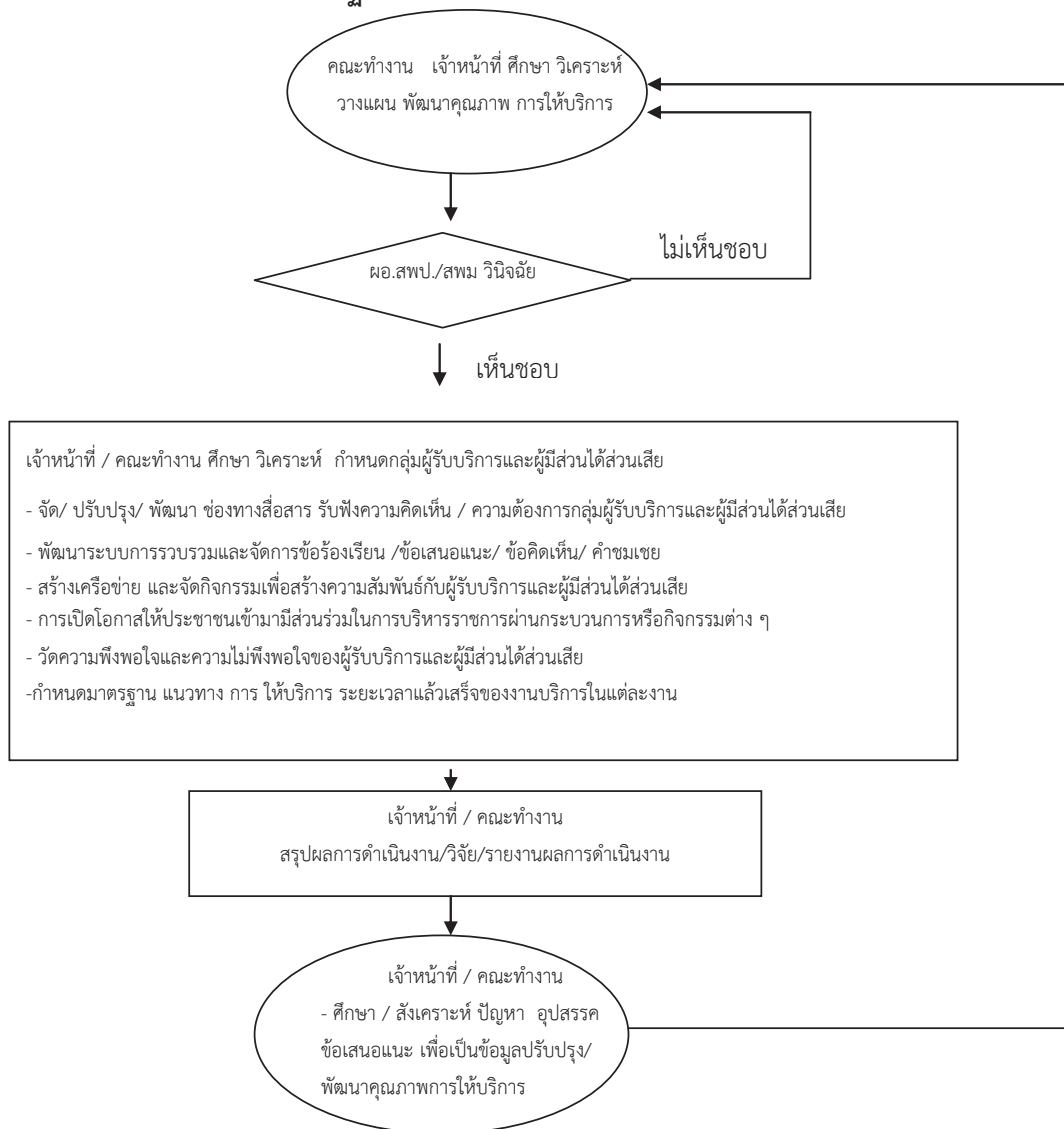 คณะทำงาน เจ้าหน้าที่ ศึกษา วิเคราะห์
วางแผน พัฒนาคุณภาพ การให้บริการ
ผอ.สพป./สพม วินิจฉัย
ไม่เห็นชอบ
เห็นชอบ
เจ้าหน้าที่ / คณะทำงาน ศึกษา วิเคราะห์ กำหนดกลุ่มผู้รับบริการและผู้มีส่วนได้ส่วนเสีย
- จัด/ ปรับปรุง/ พัฒนา ช่องทางสื่อสาร รับฟังความคิดเห็น / ความต้องการกลุ่มผู้รับบริการและผู้มีส่วนได้ส่วนเสีย
- พัฒนาระบบการรวบรวมและจัดการข้อร้องเรียน /ข้อเสนอแนะ/ ข้อคิดเห็น/ คำชมเชย
- สร้างเครือข่าย และจัดกิจกรรมเพื่อสร้างความสัมพันธ์กับผู้รับบริการและผู้มีส่วนได้ส่วนเสีย
- การเปิดโอกาสให้ประชาชนเข้ามามีส่วนร่วมในการบริหารราชการผ่านกระบวนการหรือกิจกรรมต่าง ๆ
- วัดความพึงพอใจและความไม่พึงพอใจของผู้รับบริการและผู้มีส่วนได้ส่วนเสีย
-กำหนดมาตรฐาน แนวทาง การ ให้บริการ ระยะเวลาแล้วเสร็จของงานบริการในแต่ละงาน
เจ้าหน้าที่ / คณะทำงาน
สรุปผลการดำเนินงาน/วิจัย/รายงานผลการดำเนินงาน
เจ้าหน้าที่ / คณะทำงาน
- ศึกษา / สังเคราะห์ ปัญหา อุปสรรค
ข้อเสนอแนะ เพื่อเป็นข้อมูลปรับปรุง/
พัฒนาคุณภาพการให้บริการ